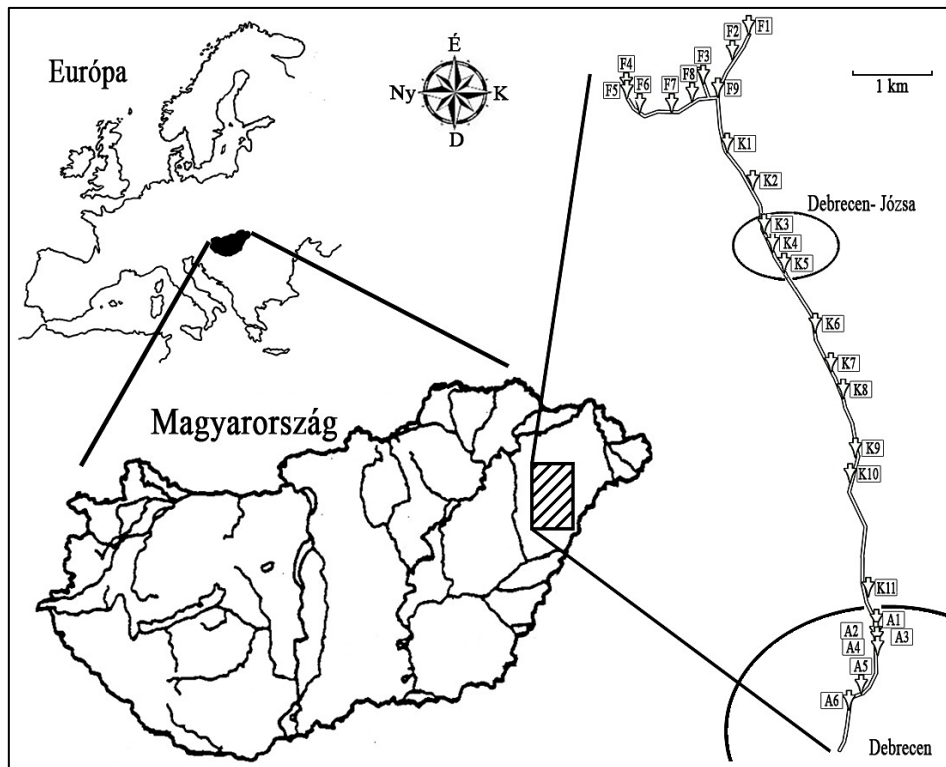 Európa
É
Ny
K
D
F1
F2
F3
F4
F5
F6
F7
F8
F9
1 km
K1
K2
Debrecen- Józsa
K3
K4
K5
K6
K7
K8
K9
K10
K11
A1
A2
A3
A4
A5
A6
Debrecen
Magyarország